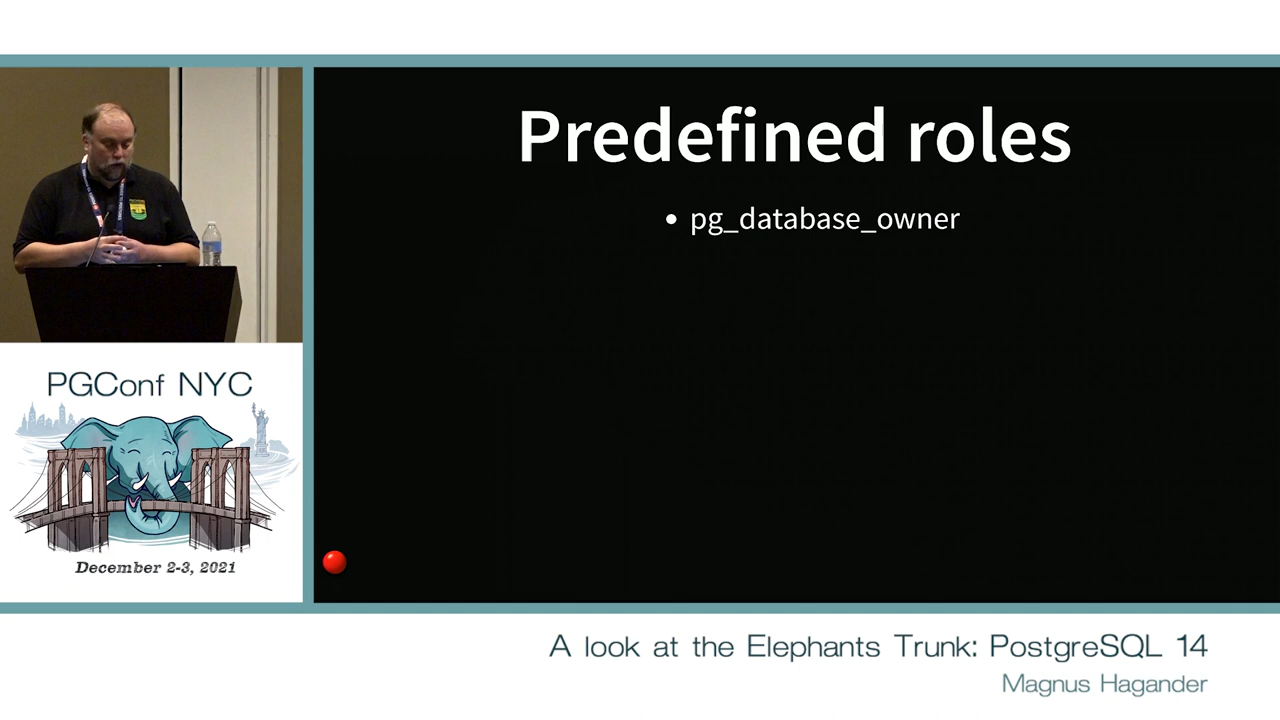 Predefined roles
• pg_database_owner
PGConf NYC
December 2-3, 2021
A look at the Elephants Trunk: PostgreSQL 14
Magnus Hagander